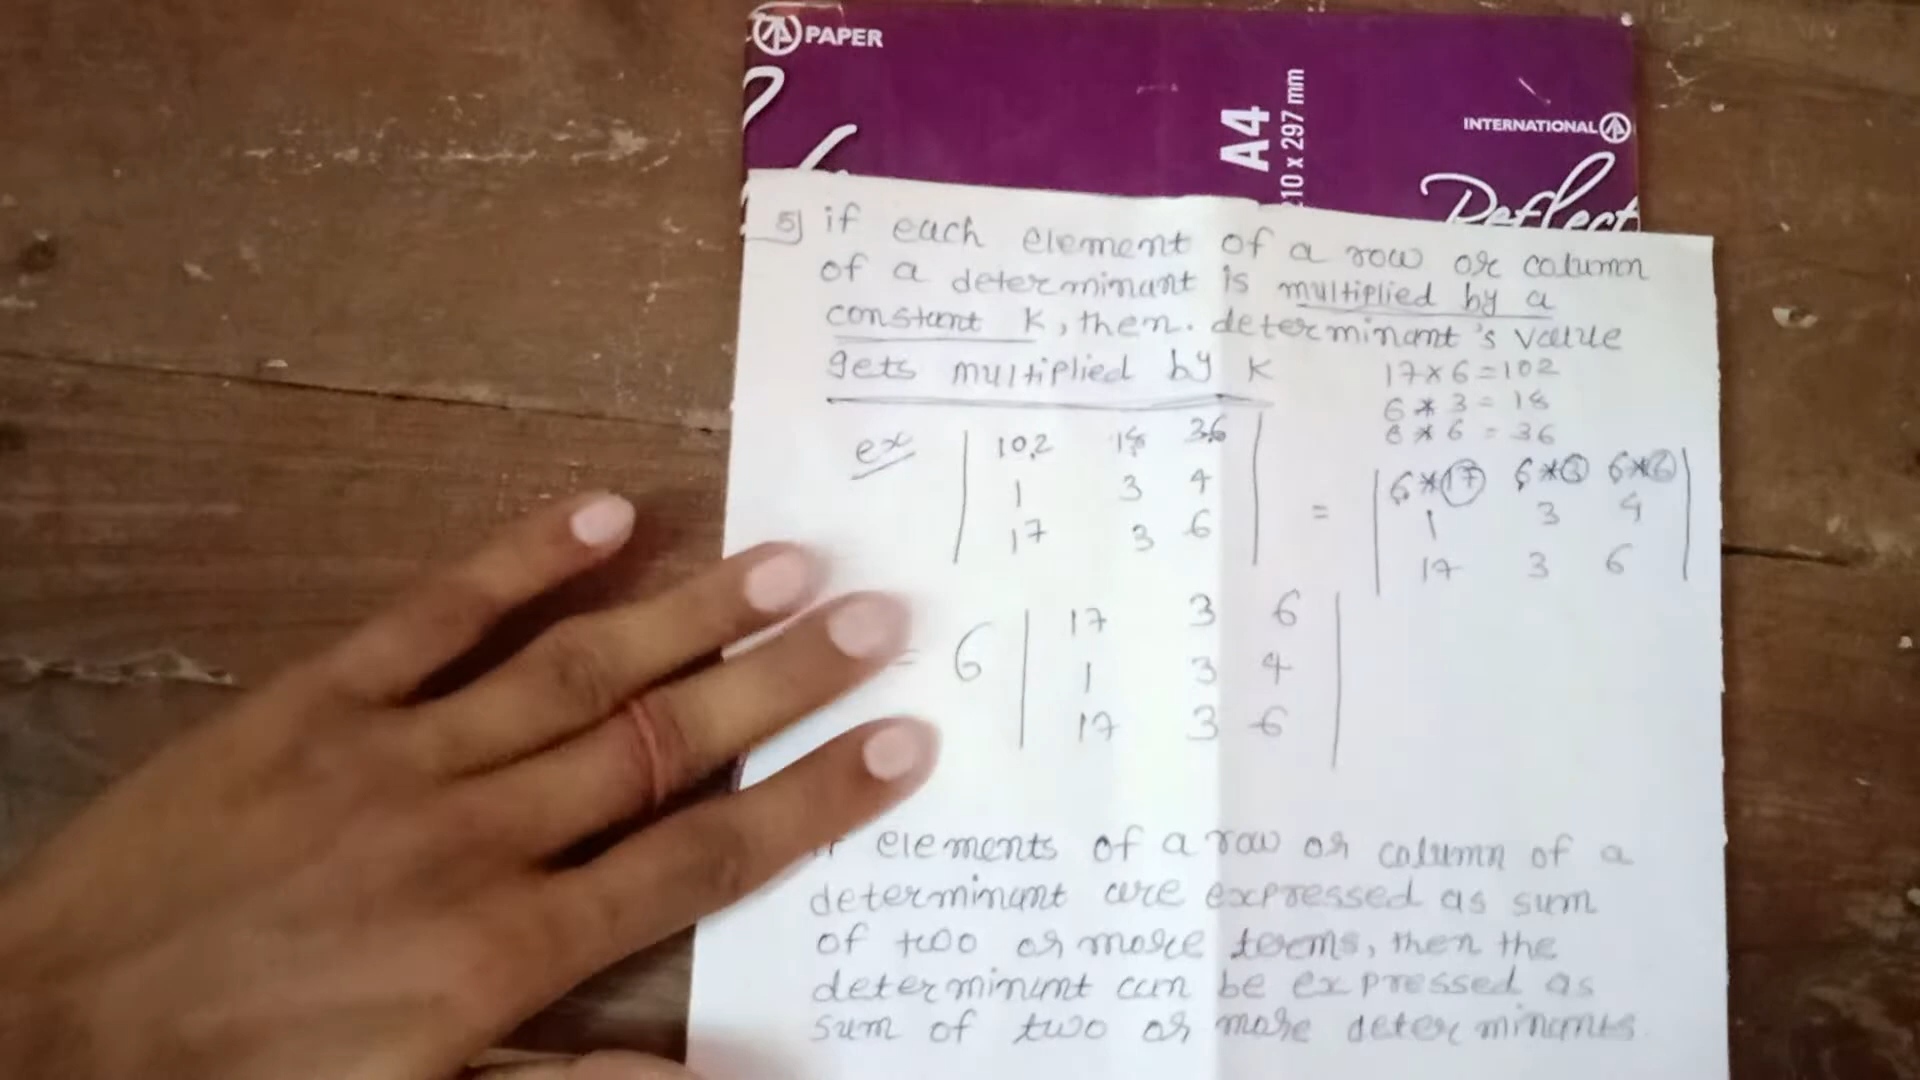 PAPER
A4
210 x 297 mm
INTERNATIONAL
Reflect
5) if each element of a row or column
of a determinant is multiplied by a
constant K, then. determinant's value
gets multiplied by K
17 × 6 = 102
6 * 3 = 18
6 * 6 = 36
ex
102 18 36
1 3 4
17 3 6
=
6*17 6*3 6*6
1 3 4
17 3 6
= 6
17 3 6
1 3 4
17 3 6
elements of a row or column of a
determinant are expressed as sum
of two or more terms, then the
determinant can be expressed as
sum of two or more determinants.